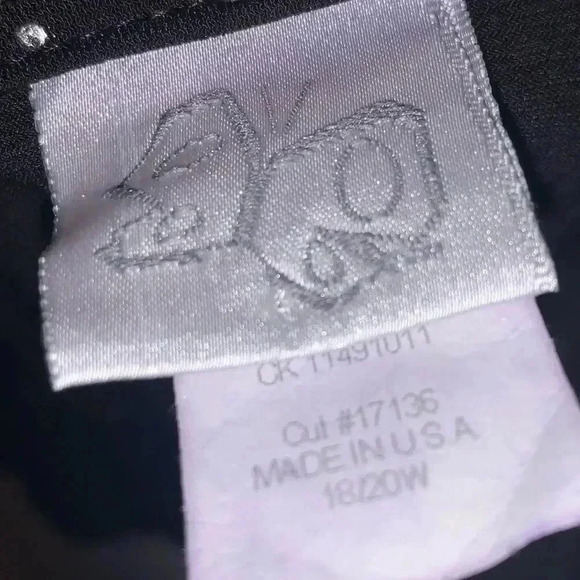 CK 11491011
Cut #17136
MADE IN U S A
18/20W